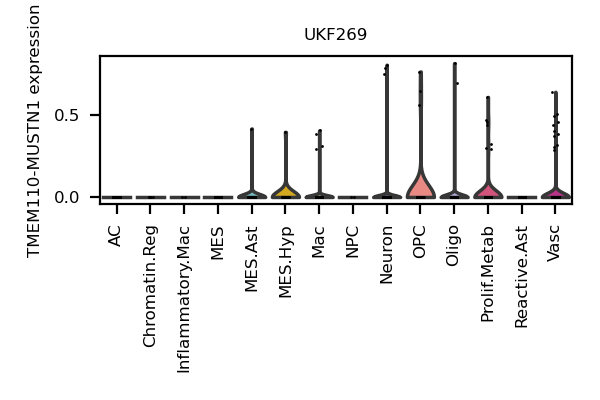 UKF269
TMEM110-MUSTN1 expression
0.5
0.0
AC
Chromatin.Reg
Inflammatory.Mac
MES
MES.Ast
MES.Hyp
Mac
NPC
Neuron
OPC
Oligo
Prolif.Metab
Reactive.Ast
Vasc